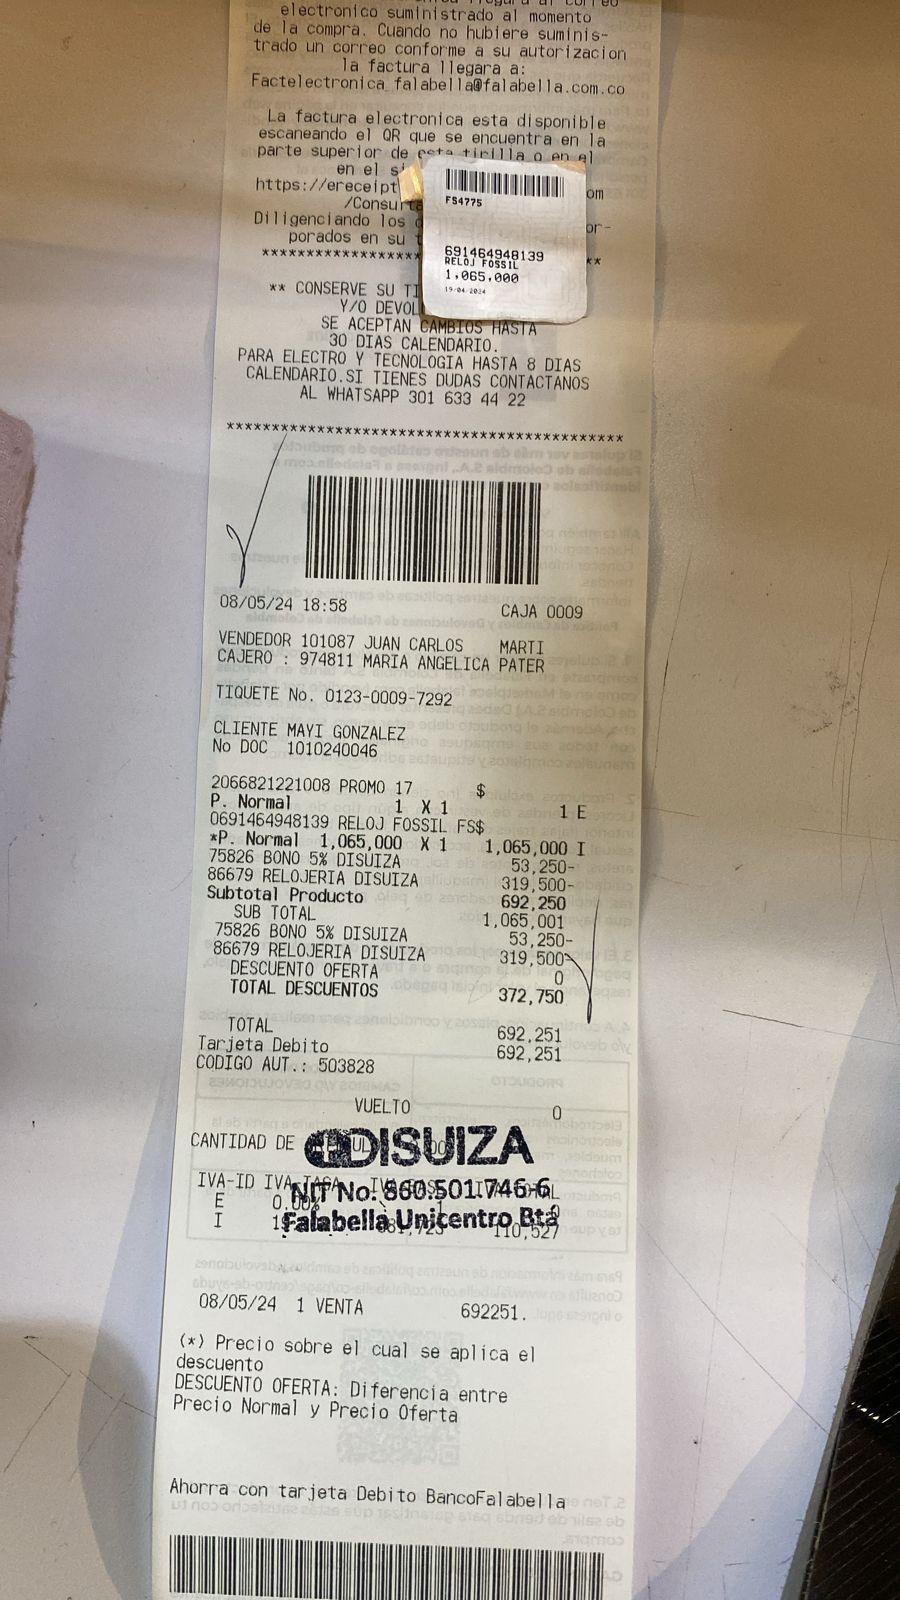 electronico suministrado al momento
de la compra. Cuando no hubiere suminis-
trado un correo conforme a su autorizacion
la factura llegara a:
Factelectronica_falabella@falabella.com.co
La factura electronica esta disponible
escaneando el QR que se encuentra en la
parte superior de esta tirilla o en el
en el si
https://ereceipt om
/Consulta
Diligenciando los d or-
porados en su t
FS4775
691464948139
RELOJ FOSSIL
1,065,000
19/04/2024
** CONSERVE SU TI
Y/O DEVOL
SE ACEPTAN CAMBIOS HASTA
30 DIAS CALENDARIO.
PARA ELECTRO Y TECNOLOGIA HASTA 8 DIAS
CALENDARIO.SI TIENES DUDAS CONTACTANOS
AL WHATSAPP 301 633 44 22
********************************************
08/05/24 18:58 CAJA 0009
VENDEDOR 101087 JUAN CARLOS MARTI
CAJERO : 974811 MARIA ANGELICA PATER
TIQUETE No. 0123-0009-7292
CLIENTE MAYI GONZALEZ
No DOC 1010240046
2066821221008 PROMO 17 $
P. Normal 1 X 1 1 E
0691464948139 RELOJ FOSSIL FS$
*P. Normal 1,065,000 X 1 1,065,000 I
75826 BONO 5% DISUIZA 53,250-
86679 RELOJERIA DISUIZA 319,500-
Subtotal Producto 692,250
SUB TOTAL 1,065,001
75826 BONO 5% DISUIZA 53,250-
86679 RELOJERIA DISUIZA 319,500-
DESCUENTO OFERTA 0
TOTAL DESCUENTOS 372,750
TOTAL 692,251
Tarjeta Debito 692,251
CODIGO AUT.: 503828
VUELTO 0
CANTIDAD DE
DISUIZA
NIT No. 860.501.746-6
Falabella Unicentro Bta
IVA-ID IVA
E 0.00% 0
I 110,527
08/05/24 1 VENTA 692251.
(*) Precio sobre el cual se aplica el
descuento
DESCUENTO OFERTA: Diferencia entre
Precio Normal y Precio Oferta
Ahorra con tarjeta Debito BancoFalabella